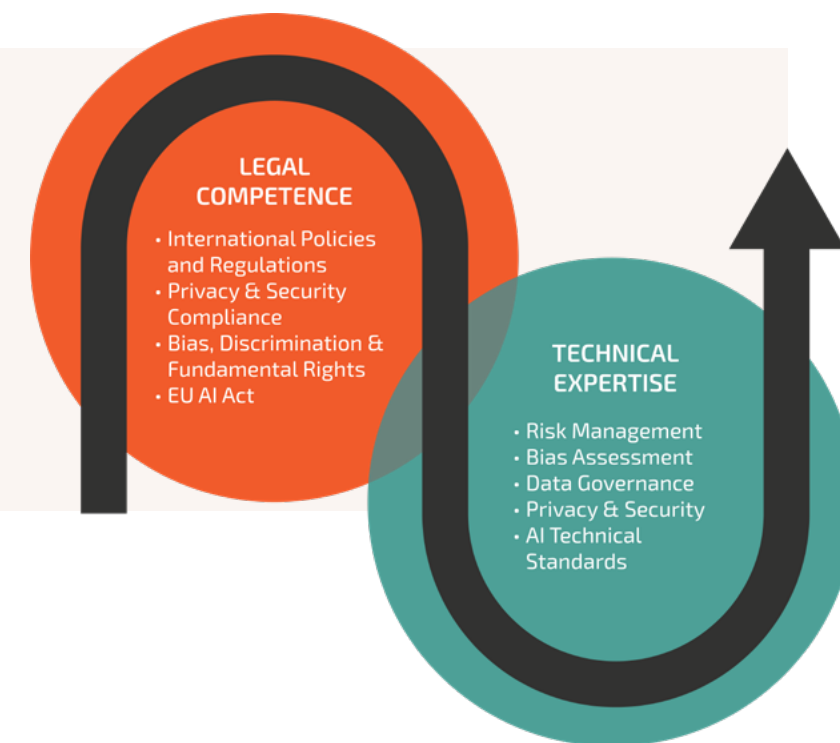 LEGAL
COMPETENCE
• International Policies
and Regulations
• Privacy & Security
Compliance
• Bias, Discrimination &
Fundamental Rights
• EU AI Act
TECHNICAL
EXPERTISE
• Risk Management
• Bias Assessment
• Data Governance
• Privacy & Security
• AI Technical
Standards